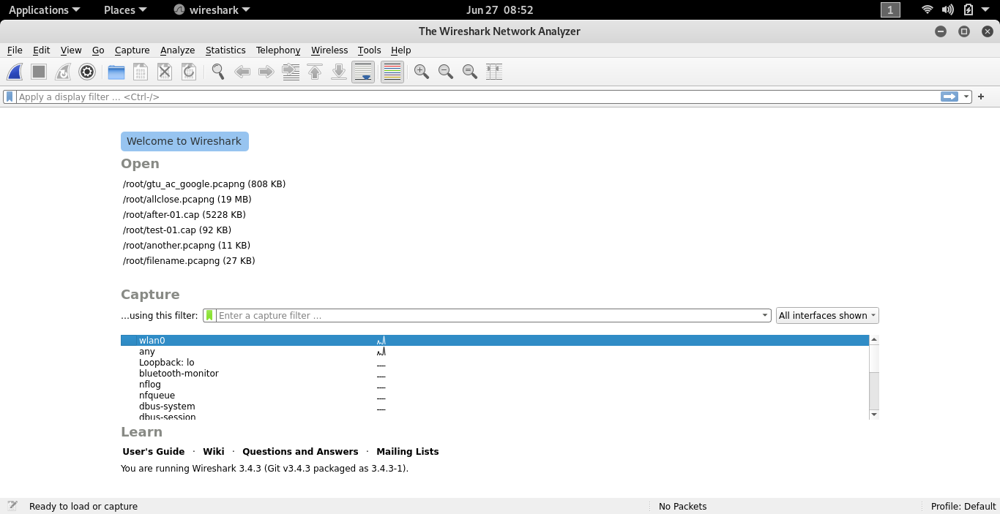 Applications Places wireshark Jun 27 08:52 1
The Wireshark Network Analyzer
File Edit View Go Capture Analyze Statistics Telephony Wireless Tools Help
Apply a display filter ... <Ctrl-/> +
Welcome to Wireshark
Open
/root/gtu_ac_google.pcapng (808 KB)
/root/allclose.pcapng (19 MB)
/root/after-01.cap (5228 KB)
/root/test-01.cap (92 KB)
/root/another.pcapng (11 KB)
/root/filename.pcapng (27 KB)
Capture
...using this filter: Enter a capture filter ... All interfaces shown
wlan0
any
Loopback: lo
bluetooth-monitor
nflog
nfqueue
dbus-system
dbus-session
Learn
User's Guide · Wiki · Questions and Answers · Mailing Lists
You are running Wireshark 3.4.3 (Git v3.4.3 packaged as 3.4.3-1).
Ready to load or capture No Packets Profile: Default